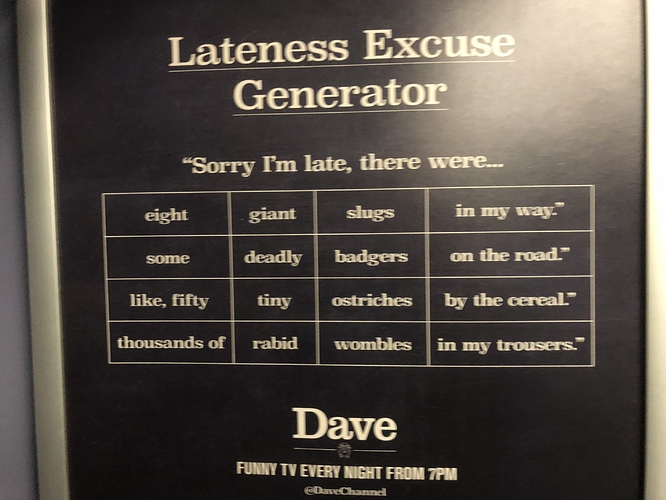 Lateness Excuse
Generator
“Sorry I’m late, there were...
eight giant slugs in my way.”
some deadly badgers on the road.”
like, fifty tiny ostriches by the cereal.”
thousands of rabid wombles in my trousers.”
Dave
FUNNY TV EVERY NIGHT FROM 7PM
@DaveChannel